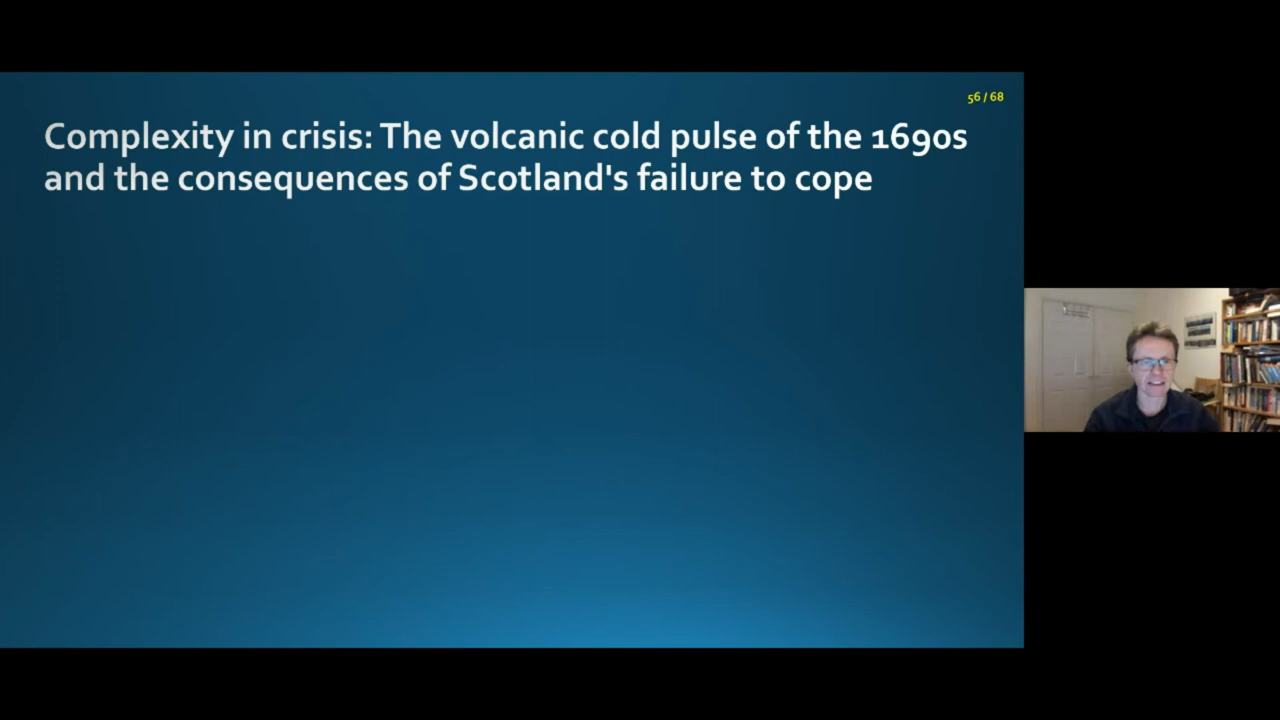 56 / 68
Complexity in crisis: The volcanic cold pulse of the 1690s
and the consequences of Scotland's failure to cope